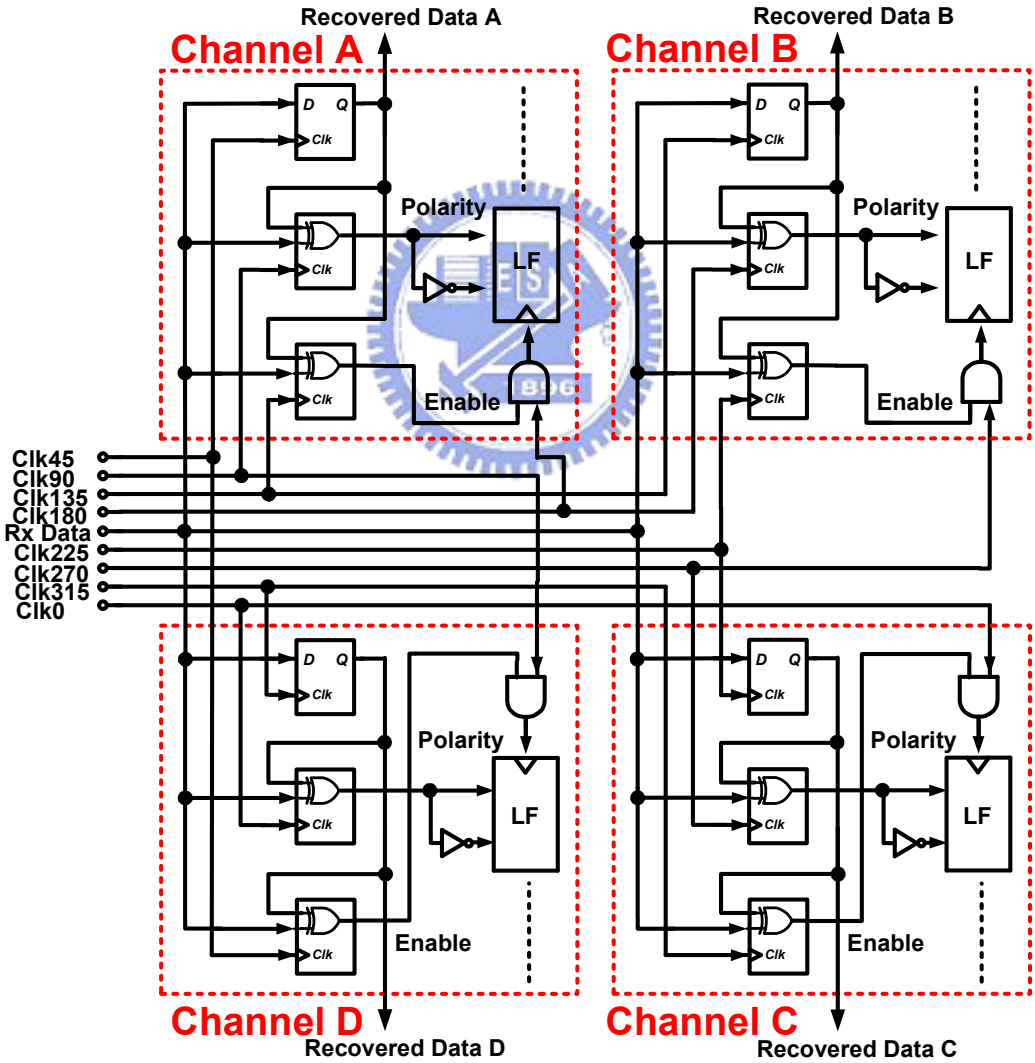 Recovered Data A
Recovered Data B
Channel A
Channel B
D Q
Clk
D Q
Clk
Polarity
Clk
LF
Polarity
Clk
LF
ES
1896
Clk
Enable
Clk
Enable
Clk45
Clk90
Clk135
Clk180
Rx Data
Clk225
Clk270
Clk315
Clk0
D Q
Clk
D Q
Clk
Polarity
Clk
LF
Polarity
Clk
LF
Clk
Enable
Clk
Enable
Channel D
Channel C
Recovered Data D
Recovered Data C